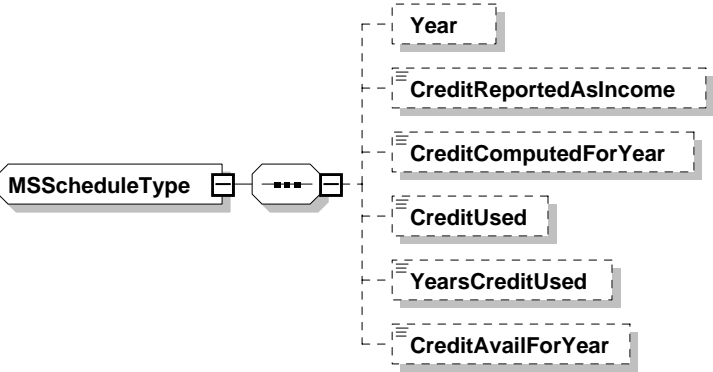 Year
CreditReportedAsIncome
CreditComputedForYear
MSScheduleType
CreditUsed
YearsCreditUsed
CreditAvailForYear